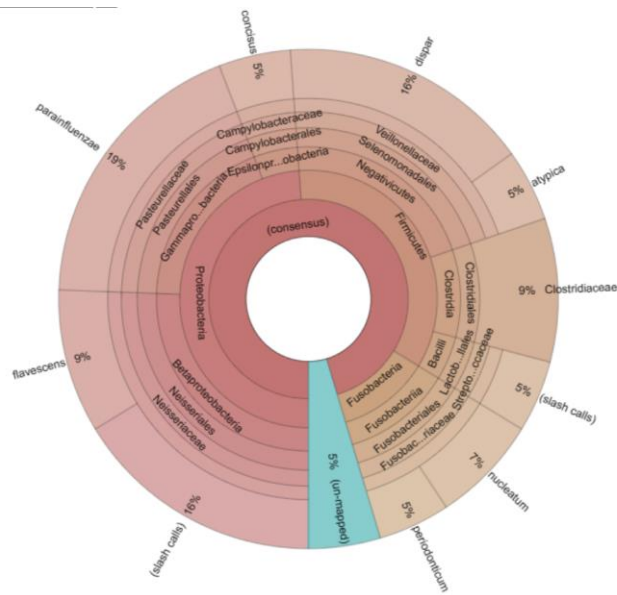 concisus
5%
dispar
16%
atypica
5%
Clostridiaceae
9%
(slash calls)
5%
nucleatum
7%
periodonticum
5%
5% (un-mapped)
(slash calls)
16%
flavescens
9%
parainfluenzae
19%
(consensus)
Proteobacteria
Gammapro...bacteria
Pasteurellales
Pasteurellaceae
Epsilonpr...obacteria
Campylobacterales
Campylobacteraceae
Betaproteobacteria
Neisseriales
Neisseriaceae
Firmicutes
Negativicutes
Selenomonadales
Veillonellaceae
Clostridia
Clostridiales
Bacilli
Lactob...llales
Strepto...ccaceae
Fusobacteria
Fusobacteriia
Fusobacteriales
Fusobac...riaceae